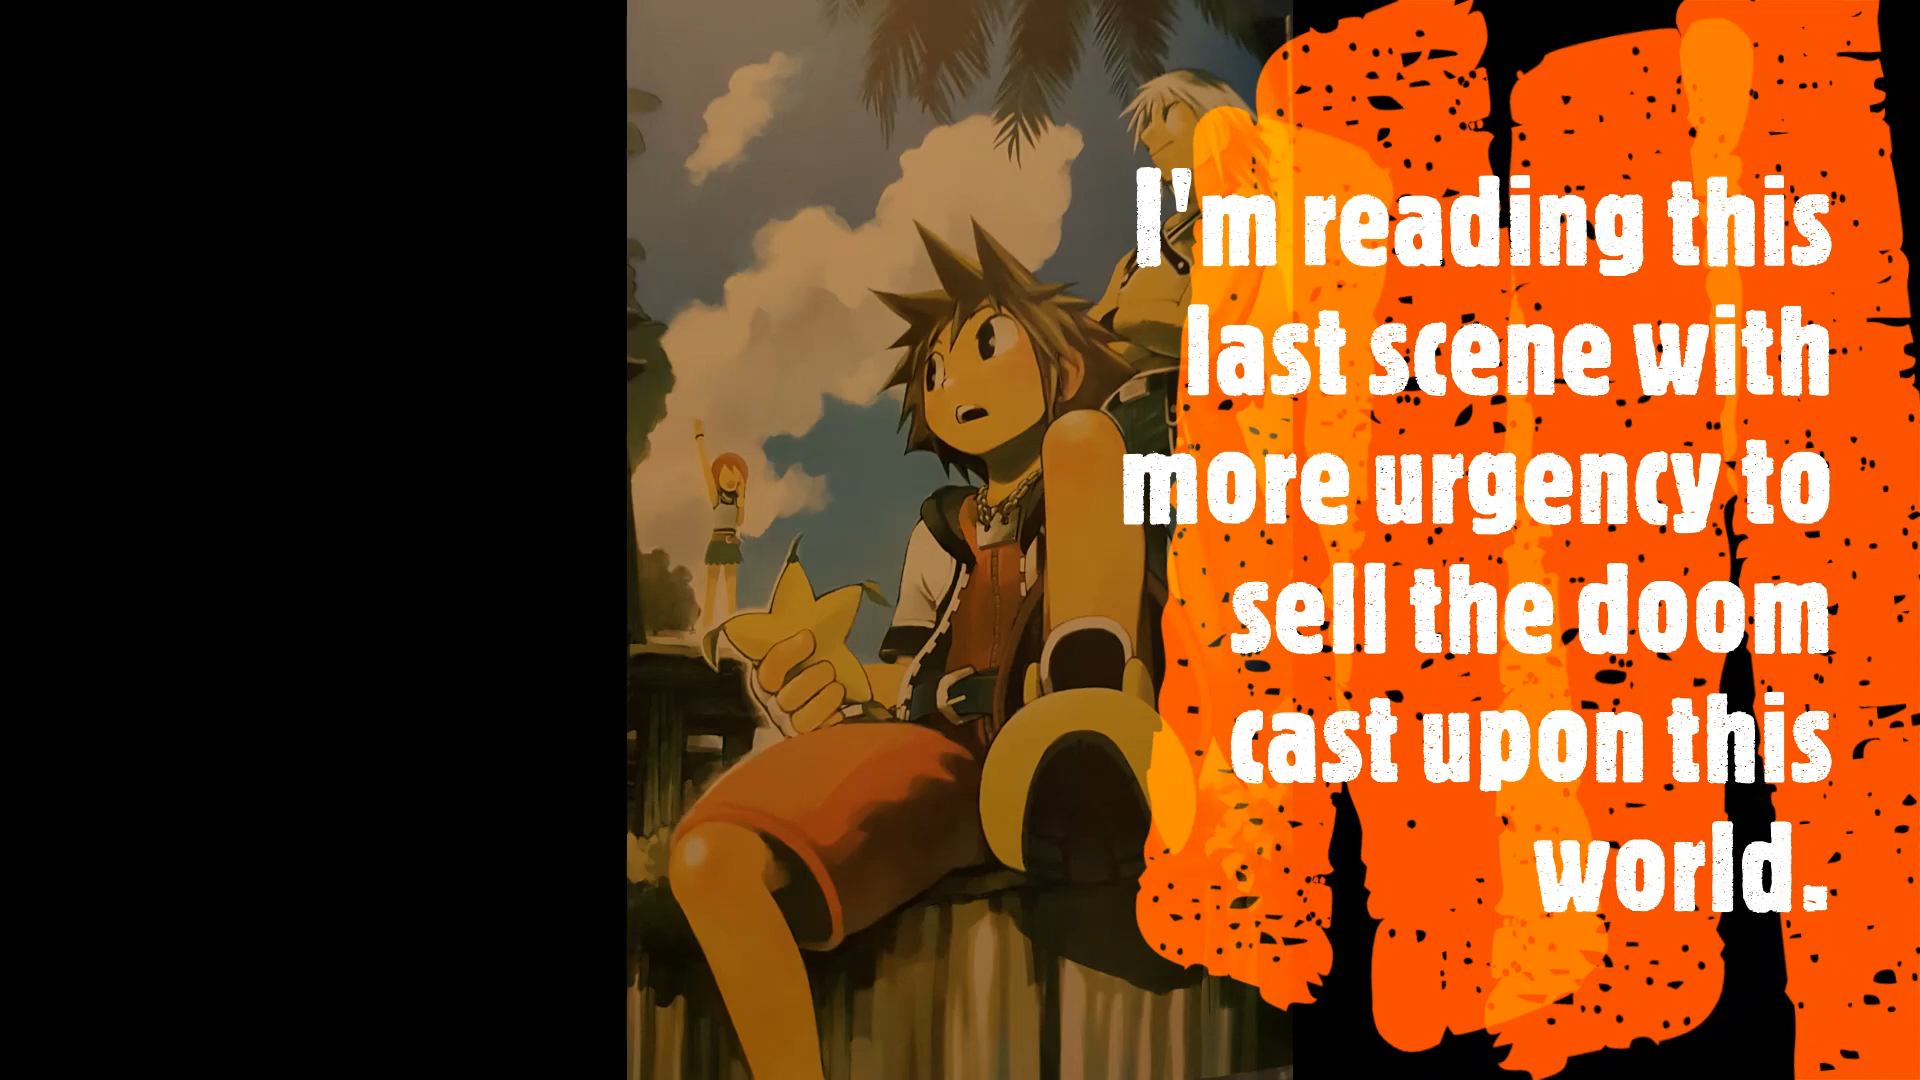 I'm reading this
last scene with
more urgency to
sell the doom
cast upon this
world.